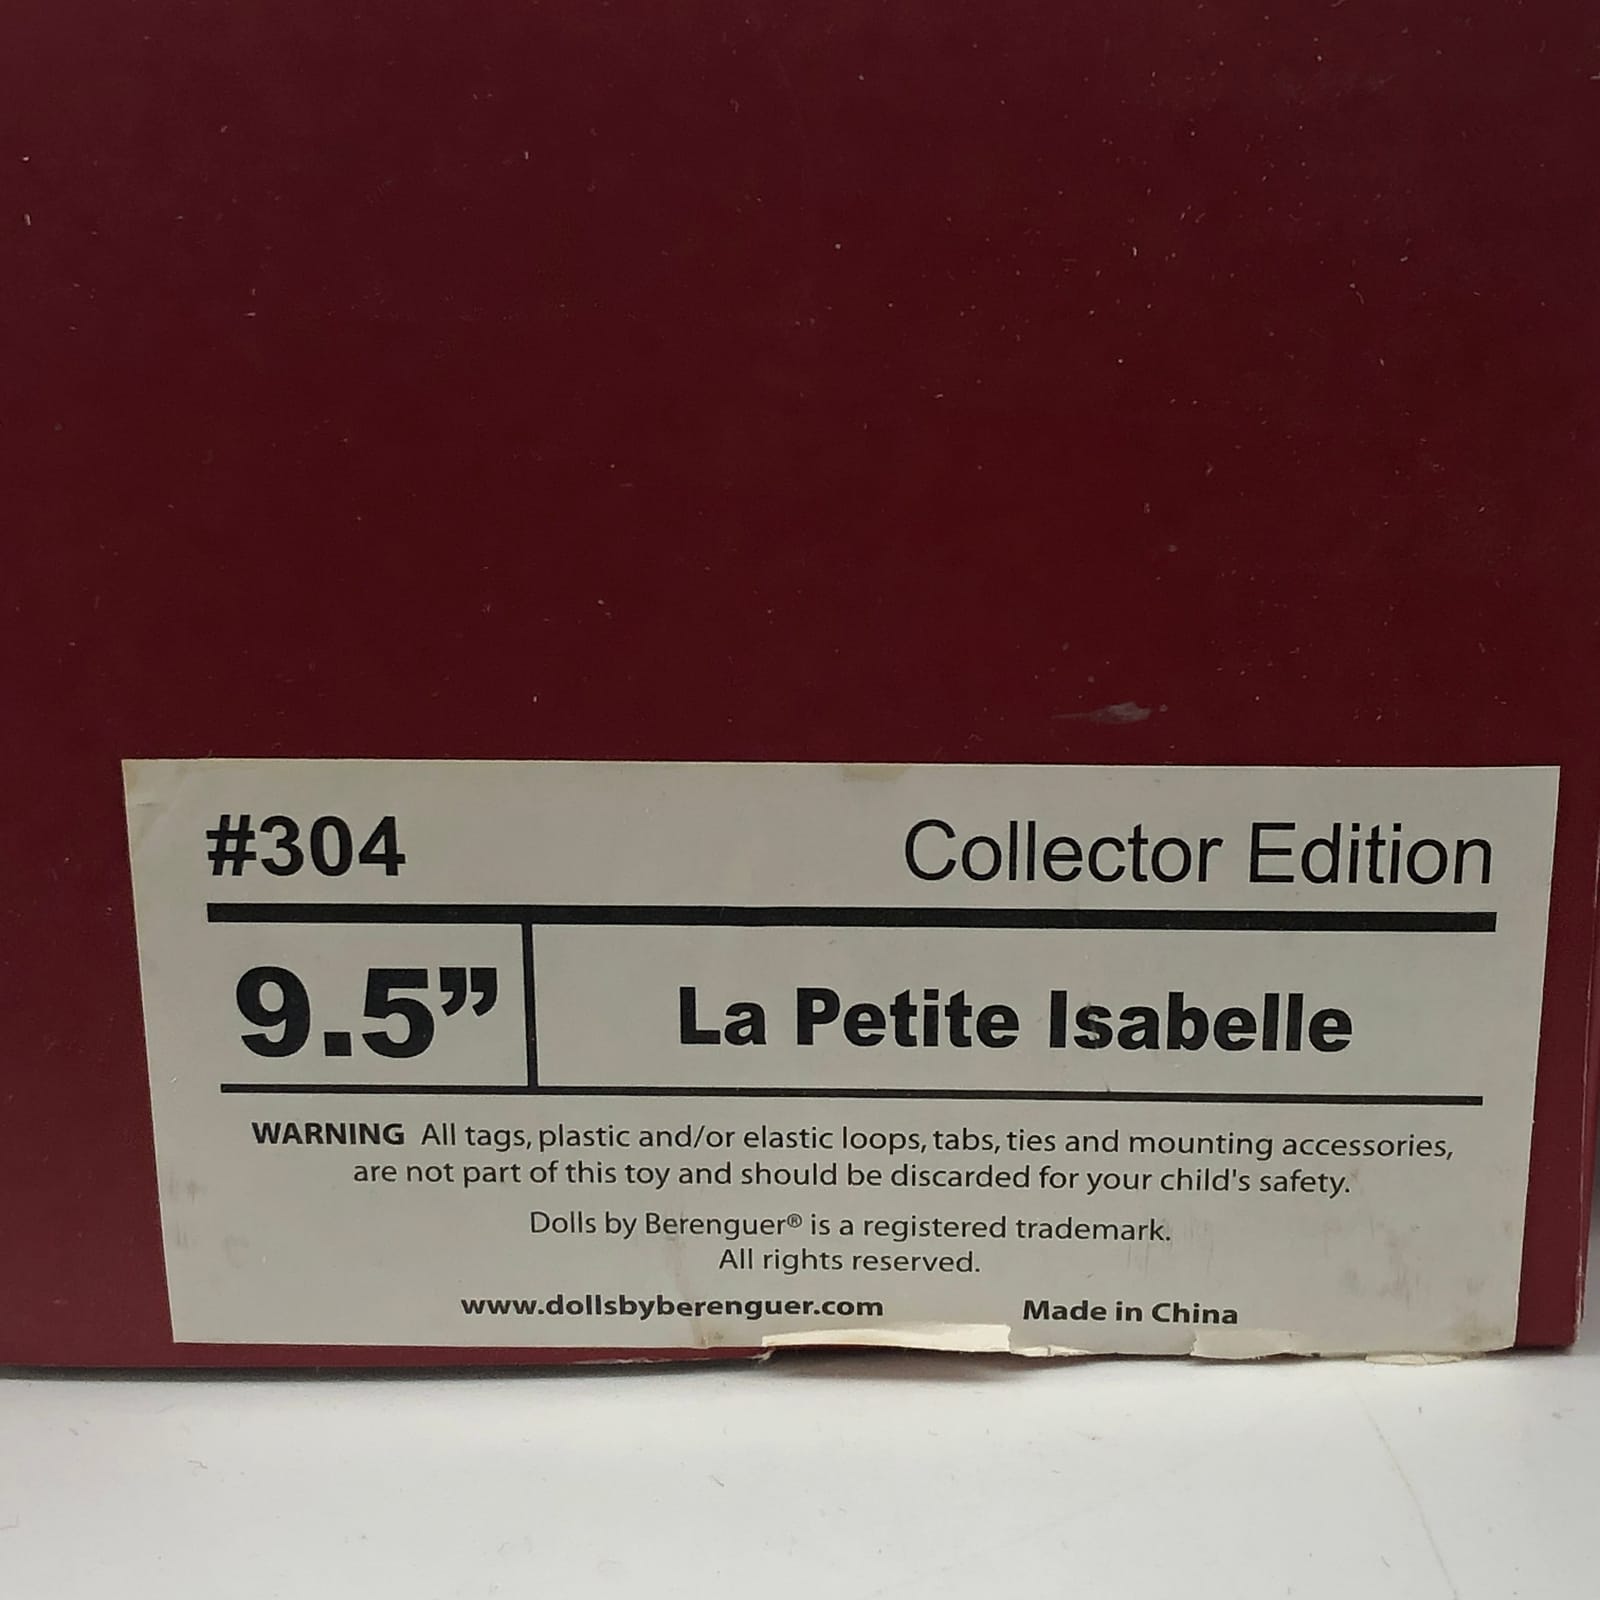 #304 Collector Edition
9.5” La Petite Isabelle
WARNING All tags, plastic and/or elastic loops, tabs, ties and mounting accessories,
are not part of this toy and should be discarded for your child's safety.
Dolls by Berenguer® is a registered trademark.
All rights reserved.
www.dollsbyberenguer.com Made in China